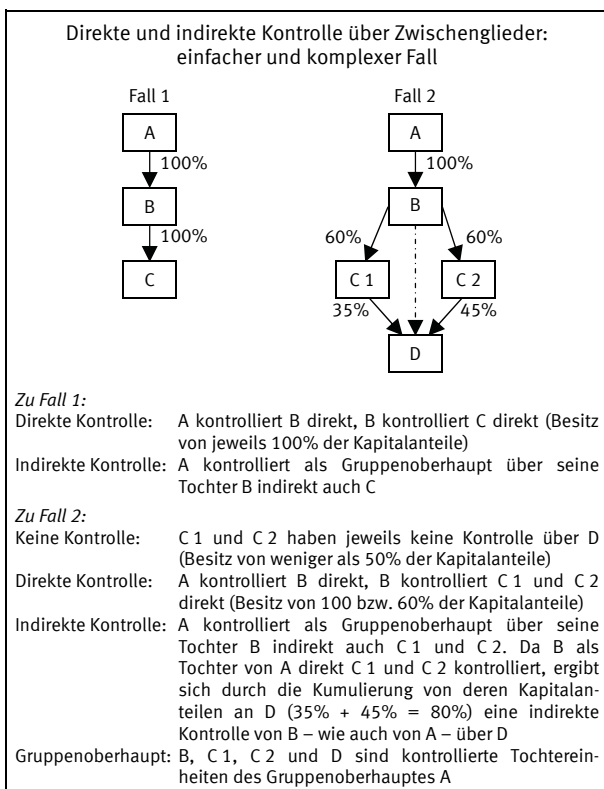 Direkte und indirekte Kontrolle über Zwischenglieder:
einfacher und komplexer Fall
Fall 1
Fall 2
A
A
100%
100%
B
B
100%
60%
60%
C
C 1
C 2
35%
45%
D
Zu Fall 1:
Direkte Kontrolle: A kontrolliert B direkt, B kontrolliert C direkt (Besitz
von jeweils 100% der Kapitalanteile)
Indirekte Kontrolle: A kontrolliert als Gruppenoberhaupt über seine
Tochter B indirekt auch C
Zu Fall 2:
Keine Kontrolle: C 1 und C 2 haben jeweils keine Kontrolle über D
(Besitz von weniger als 50% der Kapitalanteile)
Direkte Kontrolle: A kontrolliert B direkt, B kontrolliert C 1 und C 2
direkt (Besitz von 100 bzw. 60% der Kapitalanteile)
Indirekte Kontrolle: A kontrolliert als Gruppenoberhaupt über seine
Tochter B indirekt auch C 1 und C 2. Da B als
Tochter von A direkt C 1 und C 2 kontrolliert, ergibt
sich durch die Kumulierung von deren Kapitalan-
teilen an D (35% + 45% = 80%) eine indirekte
Kontrolle von B – wie auch von A – über D
Gruppenoberhaupt: B, C 1, C 2 und D sind kontrollierte Tochterein-
heiten des Gruppenoberhauptes A